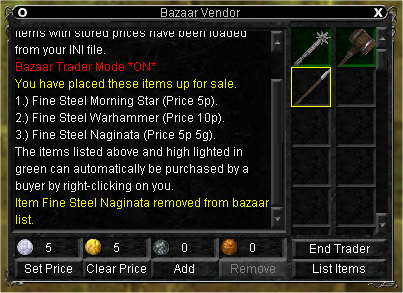 O Bazaar Vendor X
items with stored prices have been loaded
from your INI file.
Bazaar Trader Mode *ON*
You have placed these items up for sale.
1.) Fine Steel Morning Star (Price 5p).
2.) Fine Steel Warhammer (Price 10p).
3.) Fine Steel Naginata (Price 5p 5g).
The items listed above and high lighted in
green can automatically be purchased by a
buyer by right-clicking on you.
Item Fine Steel Naginata removed from bazaar
list.
5 5 0 0 End Trader
Set Price Clear Price Add Remove List Items